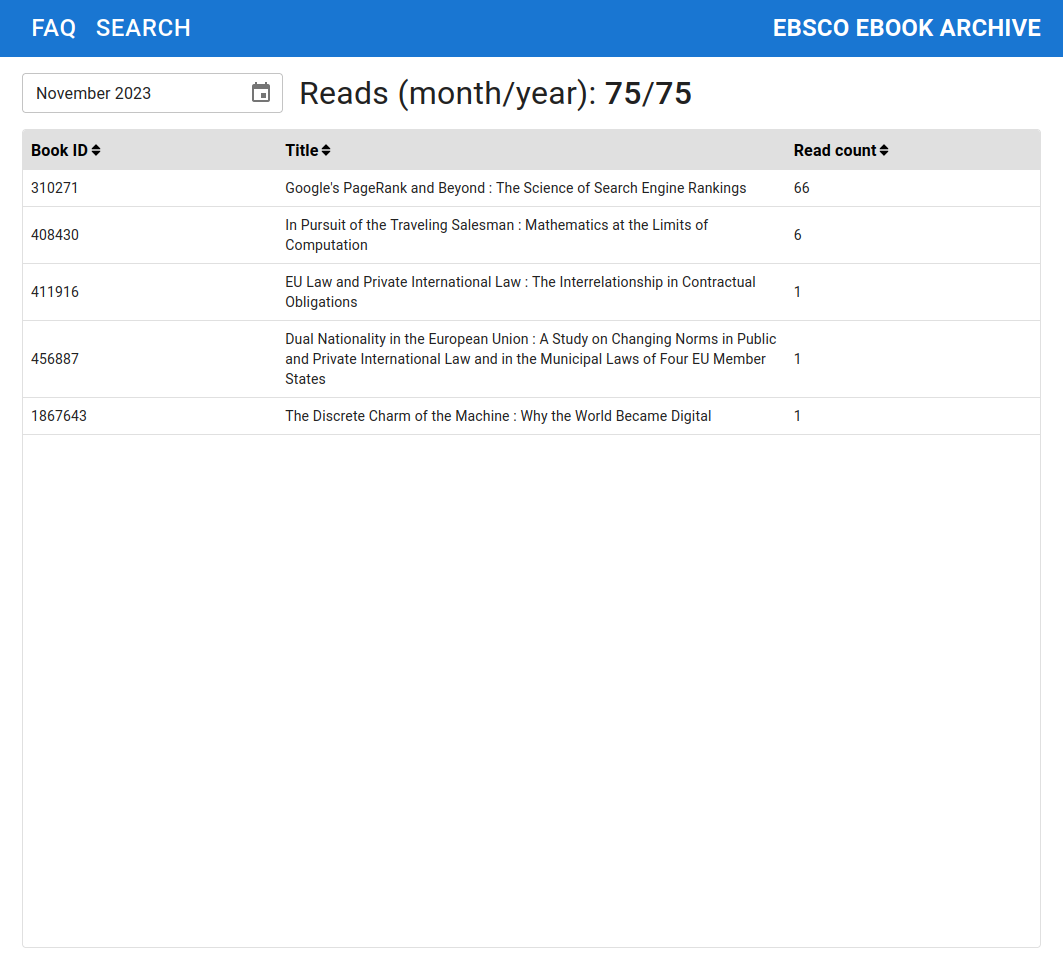 FAQ SEARCH EBSCO EBOOK ARCHIVE
November 2023 Reads (month/year): 75/75
Book ID Title Read count
310271 Google's PageRank and Beyond : The Science of Search Engine Rankings 66
408430 In Pursuit of the Traveling Salesman : Mathematics at the Limits of
Computation 6
411916 EU Law and Private International Law : The Interrelationship in Contractual
Obligations 1
456887 Dual Nationality in the European Union : A Study on Changing Norms in Public
and Private International Law and in the Municipal Laws of Four EU Member
States 1
1867643 The Discrete Charm of the Machine : Why the World Became Digital 1